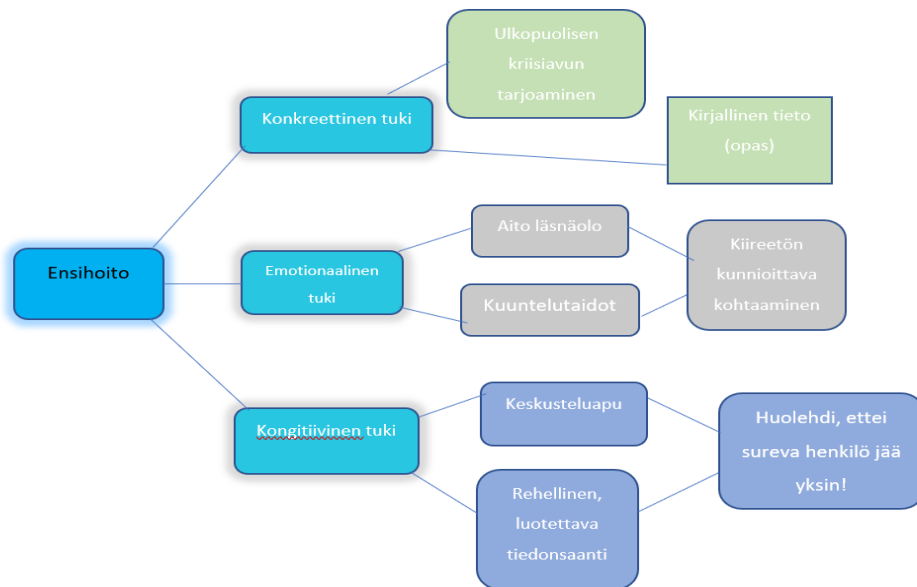 Ulkopuolisen
kriisiavun
tarjoaminen
Konkreettinen tuki
Kirjallinen tieto
(opas)
Ensihoito
Emotionaalinen
tuki
Aito läsnäolo
Kuuntelutaidot
Kiireetön
kunnioittava
kohtaaminen
Kongitiivinen tuki
Keskusteluapu
Rehellinen,
luotettava
tiedonsaanti
Huolehdi, ettei
sureva henkilö jää
yksin!